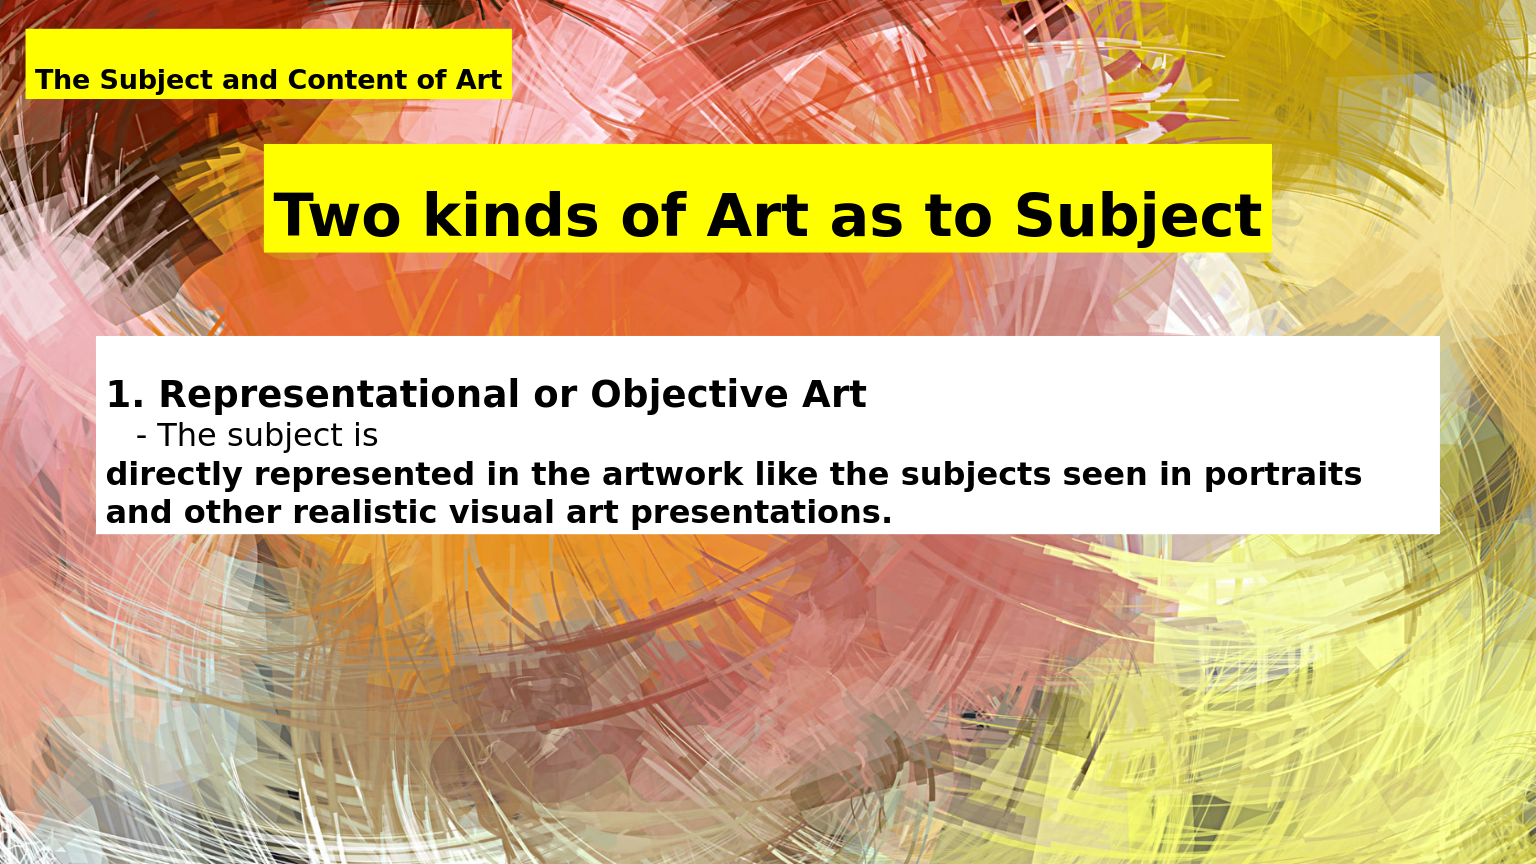 The Subject and Content of Art
Two kinds of Art as to Subject
1. Representational or Objective Art
- The subject is
directly represented in the artwork like the subjects seen in portraits
and other realistic visual art presentations.